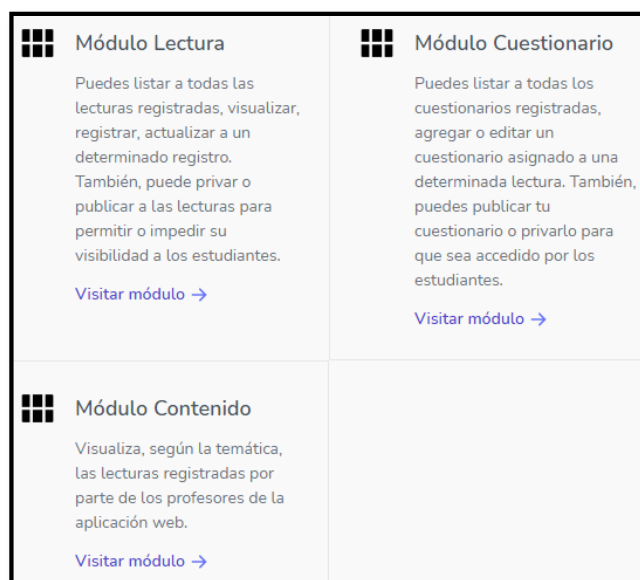 Módulo Lectura
Puedes listar a todas las
lecturas registradas, visualizar,
registrar, actualizar a un
determinado registro.
También, puede privar o
publicar a las lecturas para
permitir o impedir su
visibilidad a los estudiantes.
Visitar módulo →
Módulo Cuestionario
Puedes listar a todas los
cuestionarios registradas,
agregar o editar un
cuestionario asignado a una
determinada lectura. También,
puedes publicar tu
cuestionario o privarlo para
que sea accedido por los
estudiantes.
Visitar módulo →
Módulo Contenido
Visualiza, según la temática,
las lecturas registradas por
parte de los profesores de la
aplicación web.
Visitar módulo →